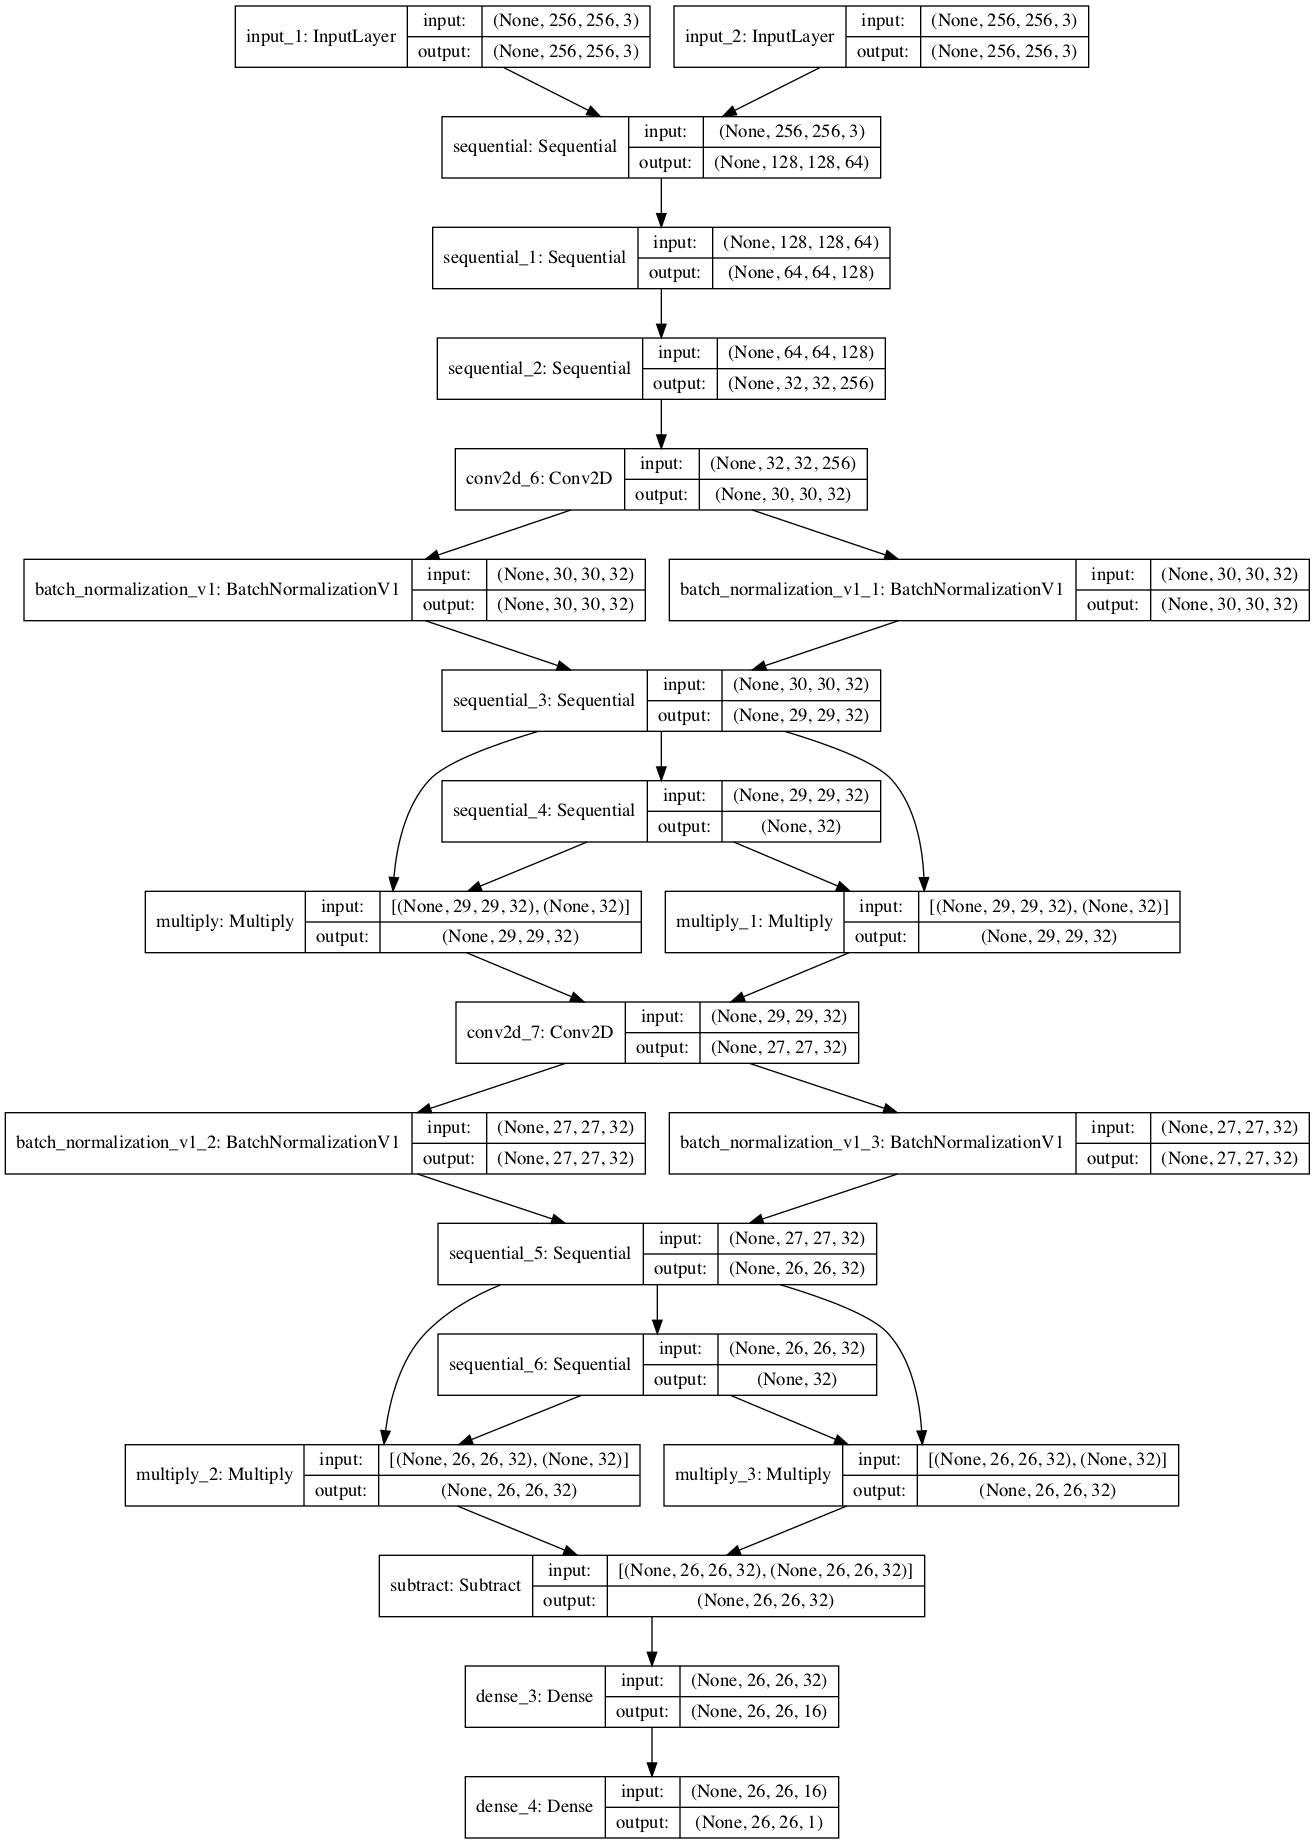 input_1: InputLayer
input: (None, 256, 256, 3)
output: (None, 256, 256, 3)
input_2: InputLayer
input: (None, 256, 256, 3)
output: (None, 256, 256, 3)
sequential: Sequential
input: (None, 256, 256, 3)
output: (None, 128, 128, 64)
sequential_1: Sequential
input: (None, 128, 128, 64)
output: (None, 64, 64, 128)
sequential_2: Sequential
input: (None, 64, 64, 128)
output: (None, 32, 32, 256)
conv2d_6: Conv2D
input: (None, 32, 32, 256)
output: (None, 30, 30, 32)
batch_normalization_v1: BatchNormalizationV1
input: (None, 30, 30, 32)
output: (None, 30, 30, 32)
batch_normalization_v1_1: BatchNormalizationV1
input: (None, 30, 30, 32)
output: (None, 30, 30, 32)
sequential_3: Sequential
input: (None, 30, 30, 32)
output: (None, 29, 29, 32)
sequential_4: Sequential
input: (None, 29, 29, 32)
output: (None, 32)
multiply: Multiply
input: [(None, 29, 29, 32), (None, 32)]
output: (None, 29, 29, 32)
multiply_1: Multiply
input: [(None, 29, 29, 32), (None, 32)]
output: (None, 29, 29, 32)
conv2d_7: Conv2D
input: (None, 29, 29, 32)
output: (None, 27, 27, 32)
batch_normalization_v1_2: BatchNormalizationV1
input: (None, 27, 27, 32)
output: (None, 27, 27, 32)
batch_normalization_v1_3: BatchNormalizationV1
input: (None, 27, 27, 32)
output: (None, 27, 27, 32)
sequential_5: Sequential
input: (None, 27, 27, 32)
output: (None, 26, 26, 32)
sequential_6: Sequential
input: (None, 26, 26, 32)
output: (None, 32)
multiply_2: Multiply
input: [(None, 26, 26, 32), (None, 32)]
output: (None, 26, 26, 32)
multiply_3: Multiply
input: [(None, 26, 26, 32), (None, 32)]
output: (None, 26, 26, 32)
subtract: Subtract
input: [(None, 26, 26, 32), (None, 26, 26, 32)]
output: (None, 26, 26, 32)
dense_3: Dense
input: (None, 26, 26, 32)
output: (None, 26, 26, 16)
dense_4: Dense
input: (None, 26, 26, 16)
output: (None, 26, 26, 1)